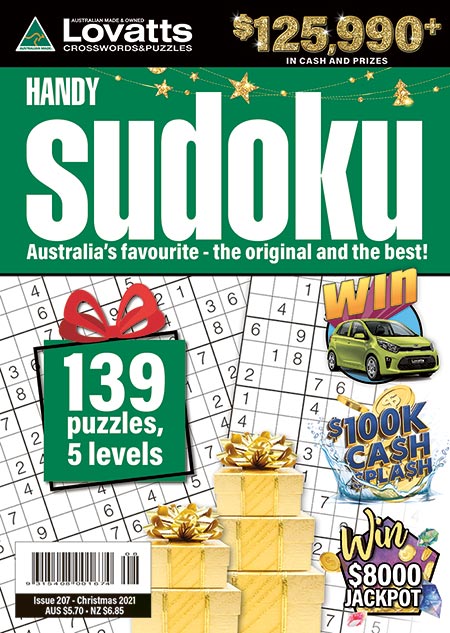 AUSTRALIAN MADE
AUSTRALIAN MADE & OWNED
Lovatts
CROSSWORDS&PUZZLES
$125,990+
IN CASH AND PRIZES
HANDY
sudoku
Australia's favourite - the original and the best!
win
139
puzzles,
5 levels
$100K
CASH
SPLASH
Win
$8000
JACKPOT
Issue 207 - Christmas 2021
AUS $5.70 • NZ $6.85